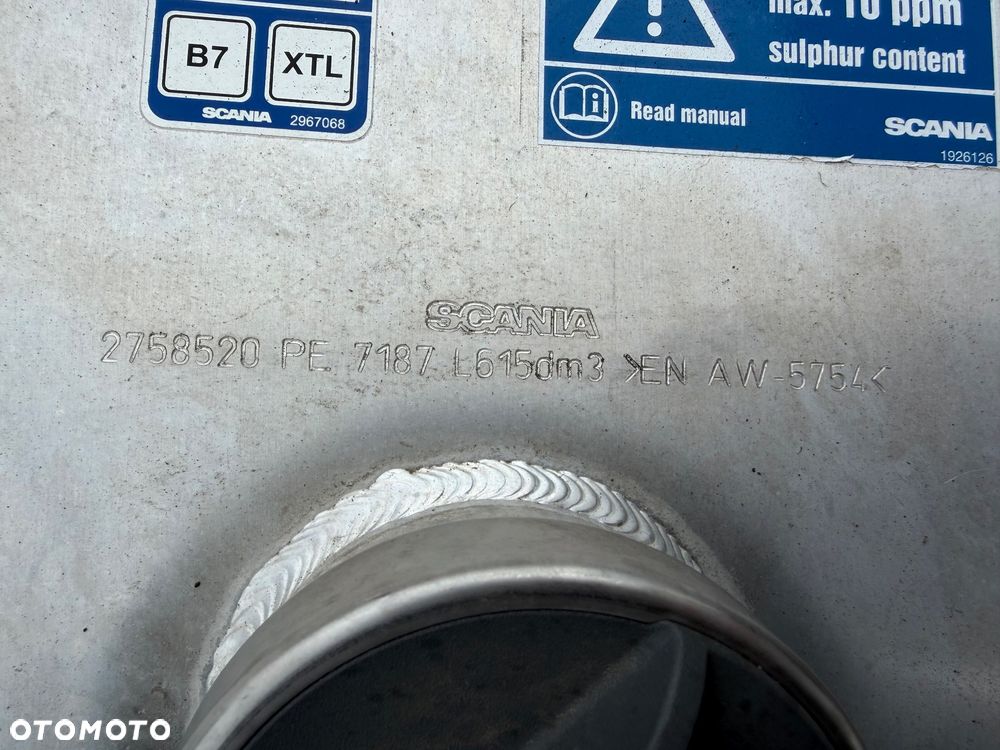 B7 XTL
SCANIA 2967068
max. 10 ppm
sulphur content
Read manual
SCANIA
1926126
SCANIA
2758520 PE 7187 L615dm3 >EN AW-5754<
OTOMOTO